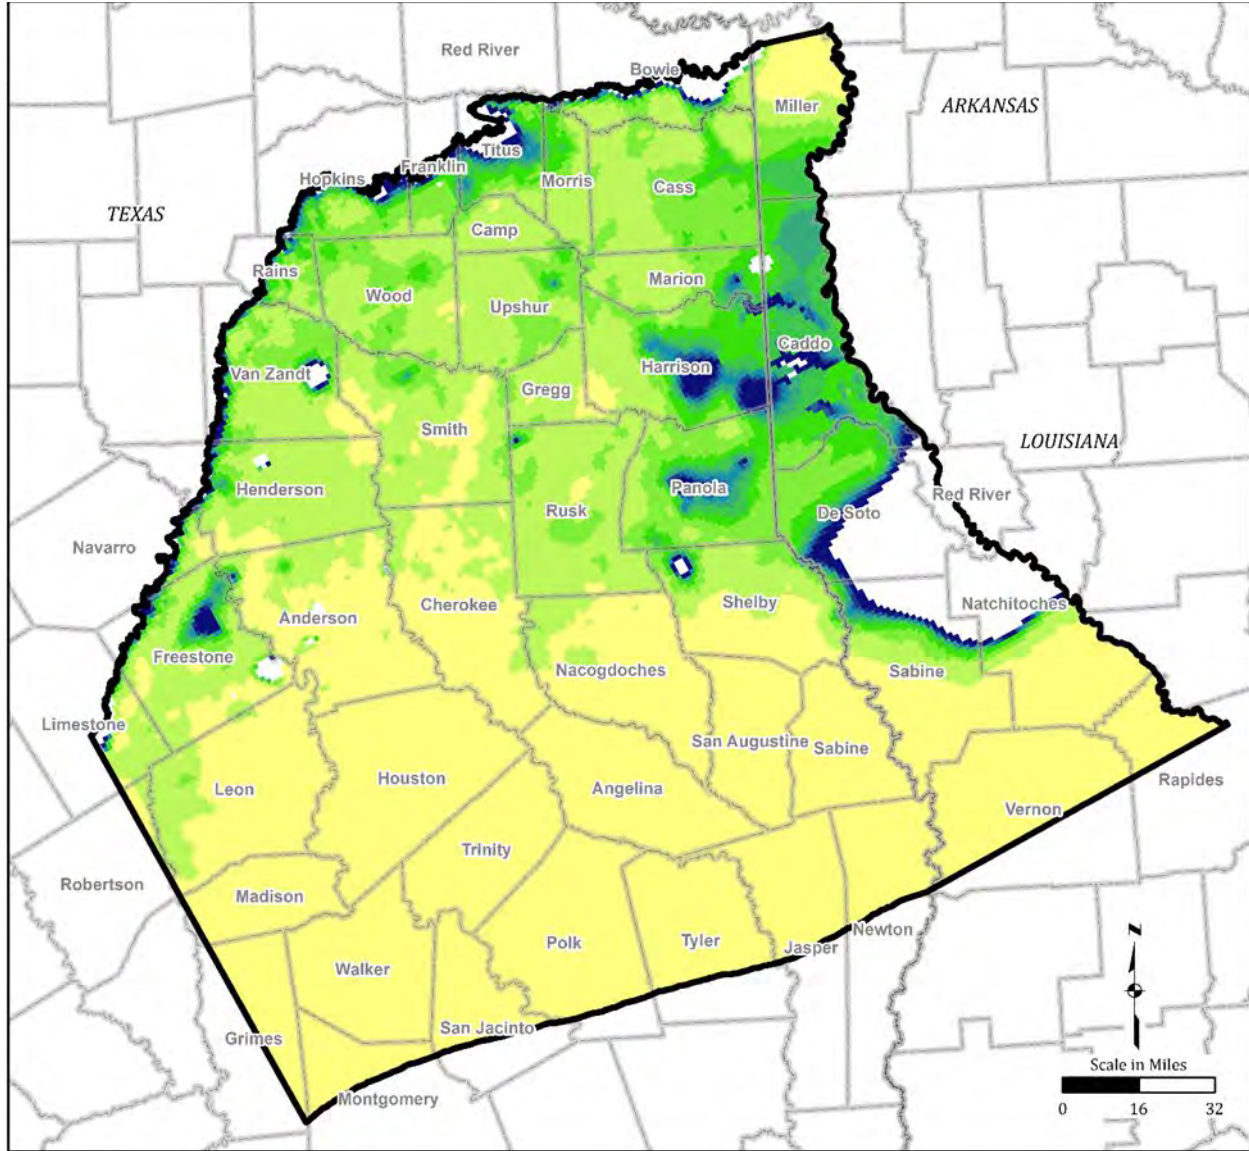 Red River
Bowie
Miller
ARKANSAS
Titus
Franklin
Hopkins
Morris
Cass
TEXAS
Camp
Rains
Marion
Wood
Upshur
Caddo
Van Zandt
Harrison
Gregg
Smith
LOUISIANA
Henderson
Panola
Red River
Rusk
De Soto
Navarro
Shelby
Natchitoches
Cherokee
Anderson
Freestone
Nacogdoches
Sabine
Limestone
San Augustine
Sabine
Houston
Leon
Angelina
Rapides
Vernon
Trinity
Robertson
Madison
Newton
Polk
Tyler
Jasper
Walker
N
San Jacinto
Grimes
Scale in Miles
Montgomery
0 16 32